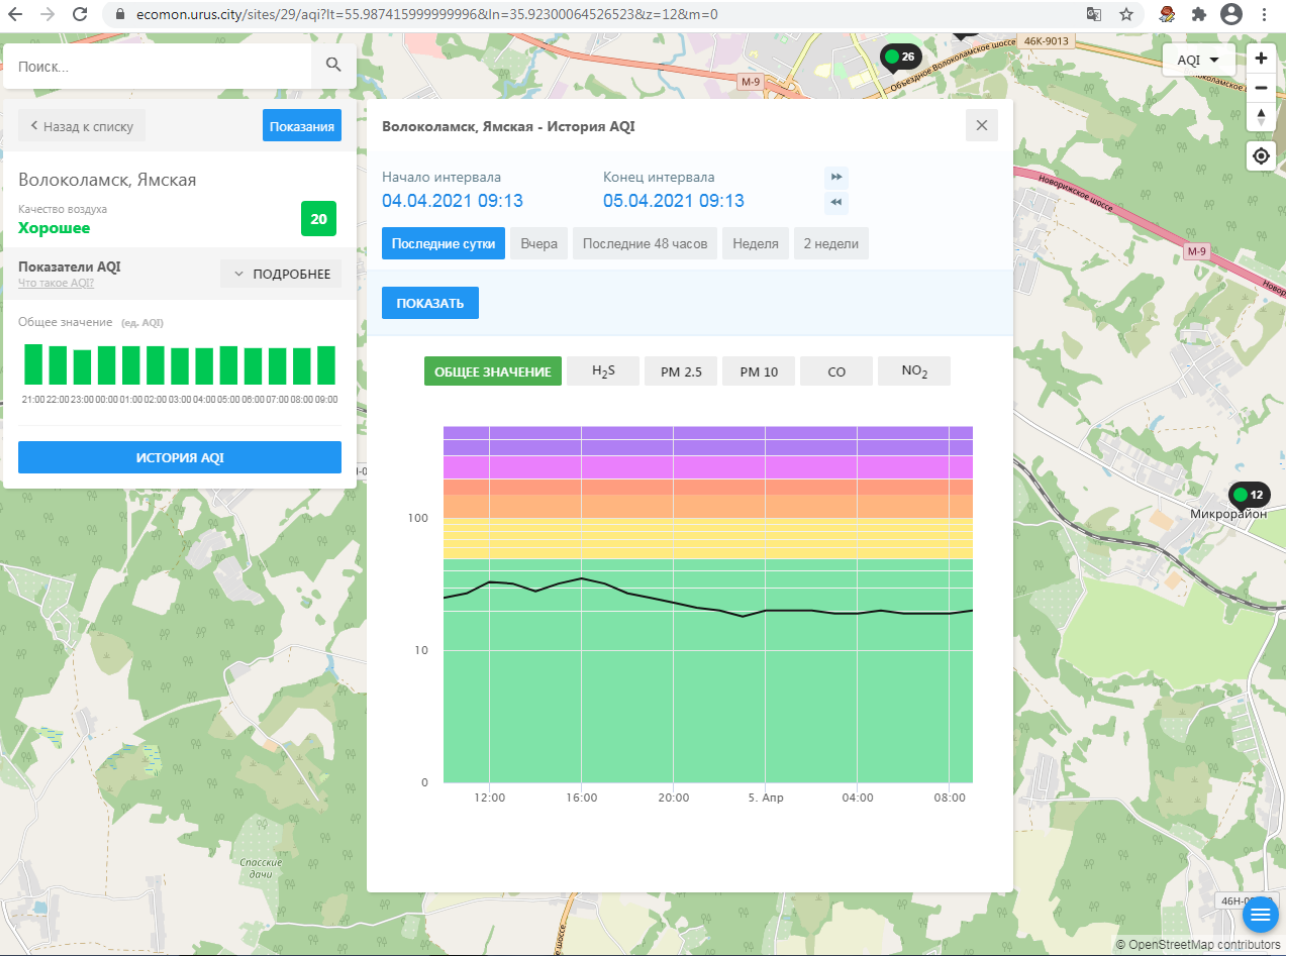 ecomon.urus.city/sites/29/aqi?lt=55.987415999999996&ln=35.92300064526523&z=12&m=0
Поиск...
Назад к списку
Показания
Волоколамск, Ямская
Качество воздуха
Хорошее
20
Показатели AQI
Что такое AQI?
ПОДРОБНЕЕ
Общее значение (ед. AQI)
21:00 22:00 23:00 00:00 01:00 02:00 03:00 04:00 05:00 06:00 07:00 08:00 09:00
ИСТОРИЯ AQI
Волоколамск, Ямская - История AQI
Начало интервала
04.04.2021 09:13
Конец интервала
05.04.2021 09:13
Последние сутки Вчера Последние 48 часов Неделя 2 недели
ПОКАЗАТЬ
ОБЩЕЕ ЗНАЧЕНИЕ H2S PM 2.5 PM 10 CO NO2
100
10
0
12:00 16:00 20:00 5. Апр 04:00 08:00
26
46К-9013
Объездное Волоколамское шоссе
М-9
AQI
Новорижское шоссе
М-9
12
Микрорайон
Спасские
дачи
© OpenStreetMap contributors